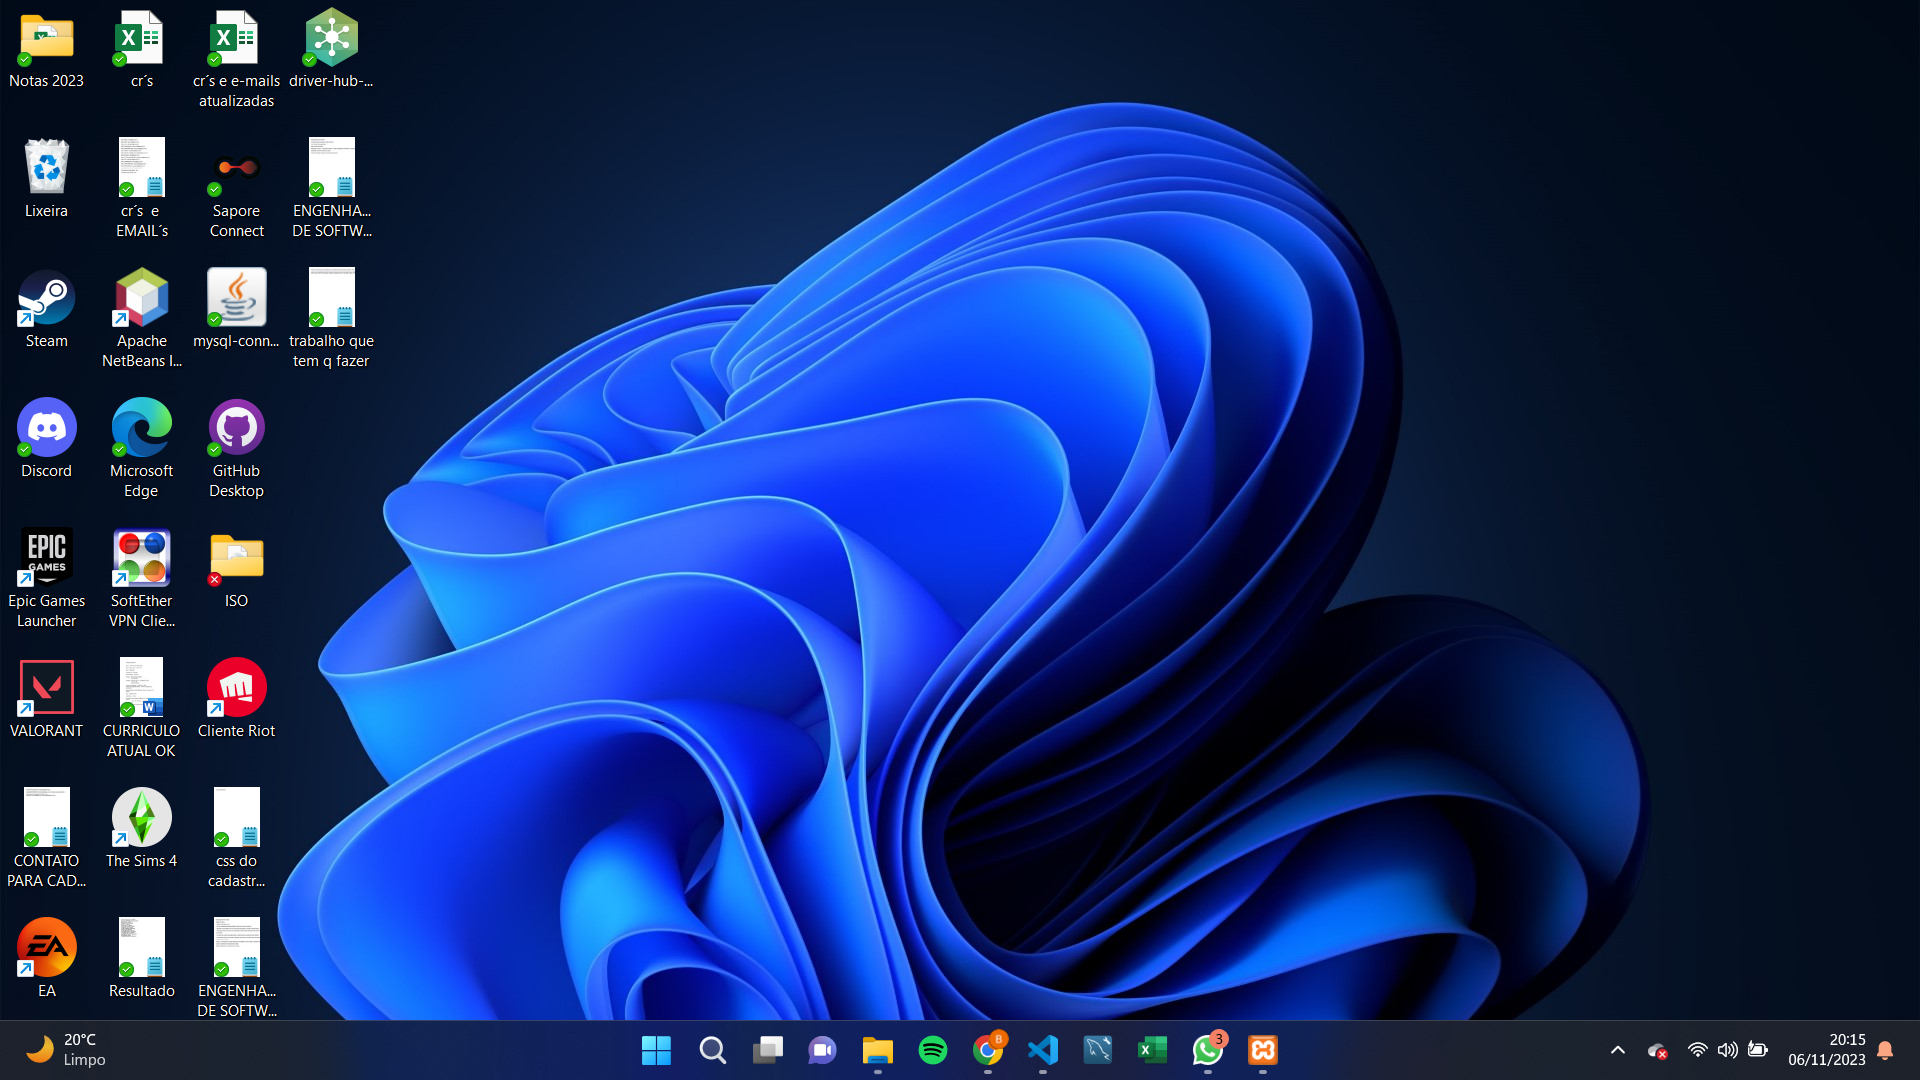 Notas 2023
cr´s
cr´s e e-mails
atualizadas
driver-hub-...
Lixeira
cr´s e
EMAIL´s
Sapore
Connect
ENGENHA...
DE SOFTW...
Steam
Apache
NetBeans I...
mysql-conn...
trabalho que
tem q fazer
Discord
Microsoft
Edge
GitHub
Desktop
EPIC
GAMES
Epic Games
Launcher
SoftEther
VPN Clie...
ISO
VALORANT
CURRICULO
ATUAL OK
Cliente Riot
CONTATO
PARA CAD...
The Sims 4
css do
cadastr...
EA
EA
Resultado
ENGENHA...
DE SOFTW...
20°C
Limpo
B
3
20:15
06/11/2023